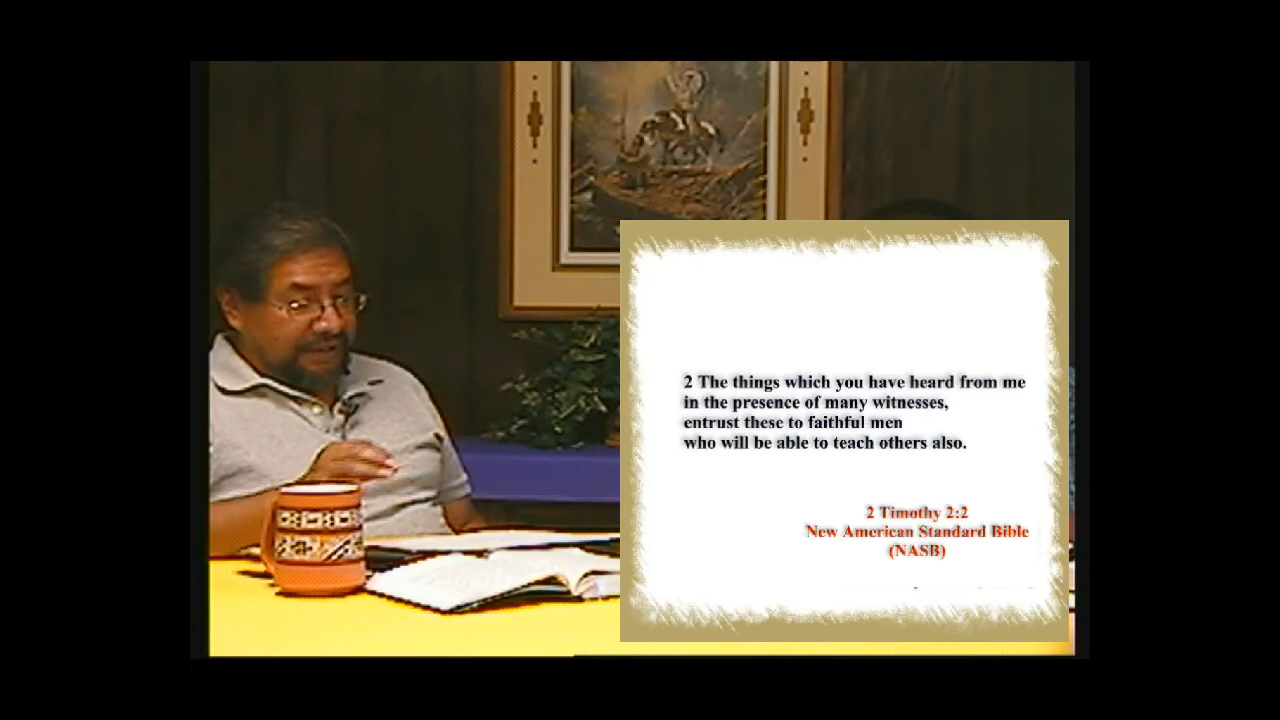 2 The things which you have heard from me
in the presence of many witnesses,
entrust these to faithful men
who will be able to teach others also.
2 Timothy 2:2
New American Standard Bible
(NASB)